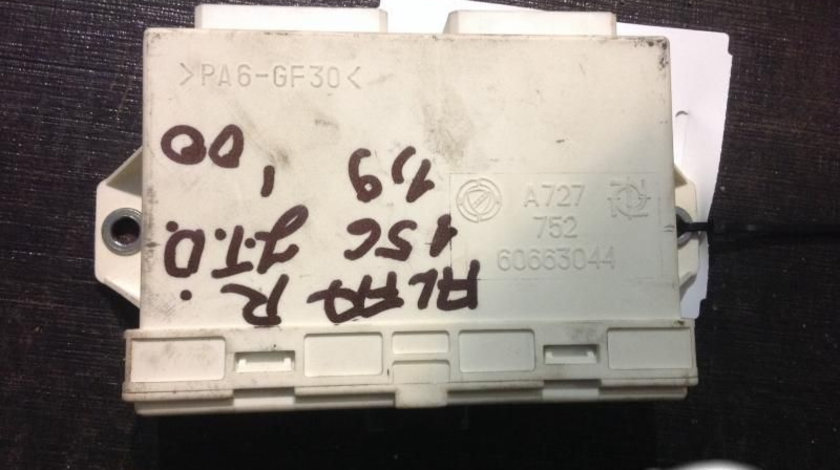 >PA6-GF30<
A727
752
60663044
ALFA R.
156 J.T.D.
1,9 '00